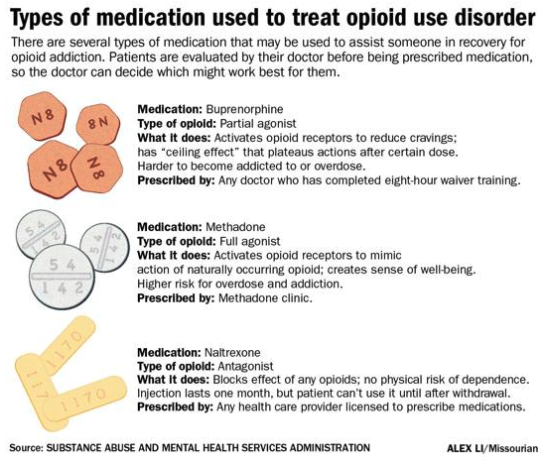 Types of medication used to treat opioid use disorder
There are several types of medication that may be used to assist someone in recovery for
opioid addiction. Patients are evaluated by their doctor before being prescribed medication,
so the doctor can decide which might work best for them.
N8
8N
N8
N8
Medication: Buprenorphine
Type of opioid: Partial agonist
What it does: Activates opioid receptors to reduce cravings;
has “ceiling effect” that plateaus actions after certain dose.
Harder to become addicted to or overdose.
Prescribed by: Any doctor who has completed eight-hour waiver training.
54
142
54
142
54
142
Medication: Methadone
Type of opioid: Full agonist
What it does: Activates opioid receptors to mimic
action of naturally occurring opioid; creates sense of well-being.
Higher risk for overdose and addiction.
Prescribed by: Methadone clinic.
1170
117
1170
Medication: Naltrexone
Type of opioid: Antagonist
What it does: Blocks effect of any opioids; no physical risk of dependence.
Injection lasts one month, but patient can't use it until after withdrawal.
Prescribed by: Any health care provider licensed to prescribe medications.
Source: SUBSTANCE ABUSE AND MENTAL HEALTH SERVICES ADMINISTRATION
ALEX LI/Missourian